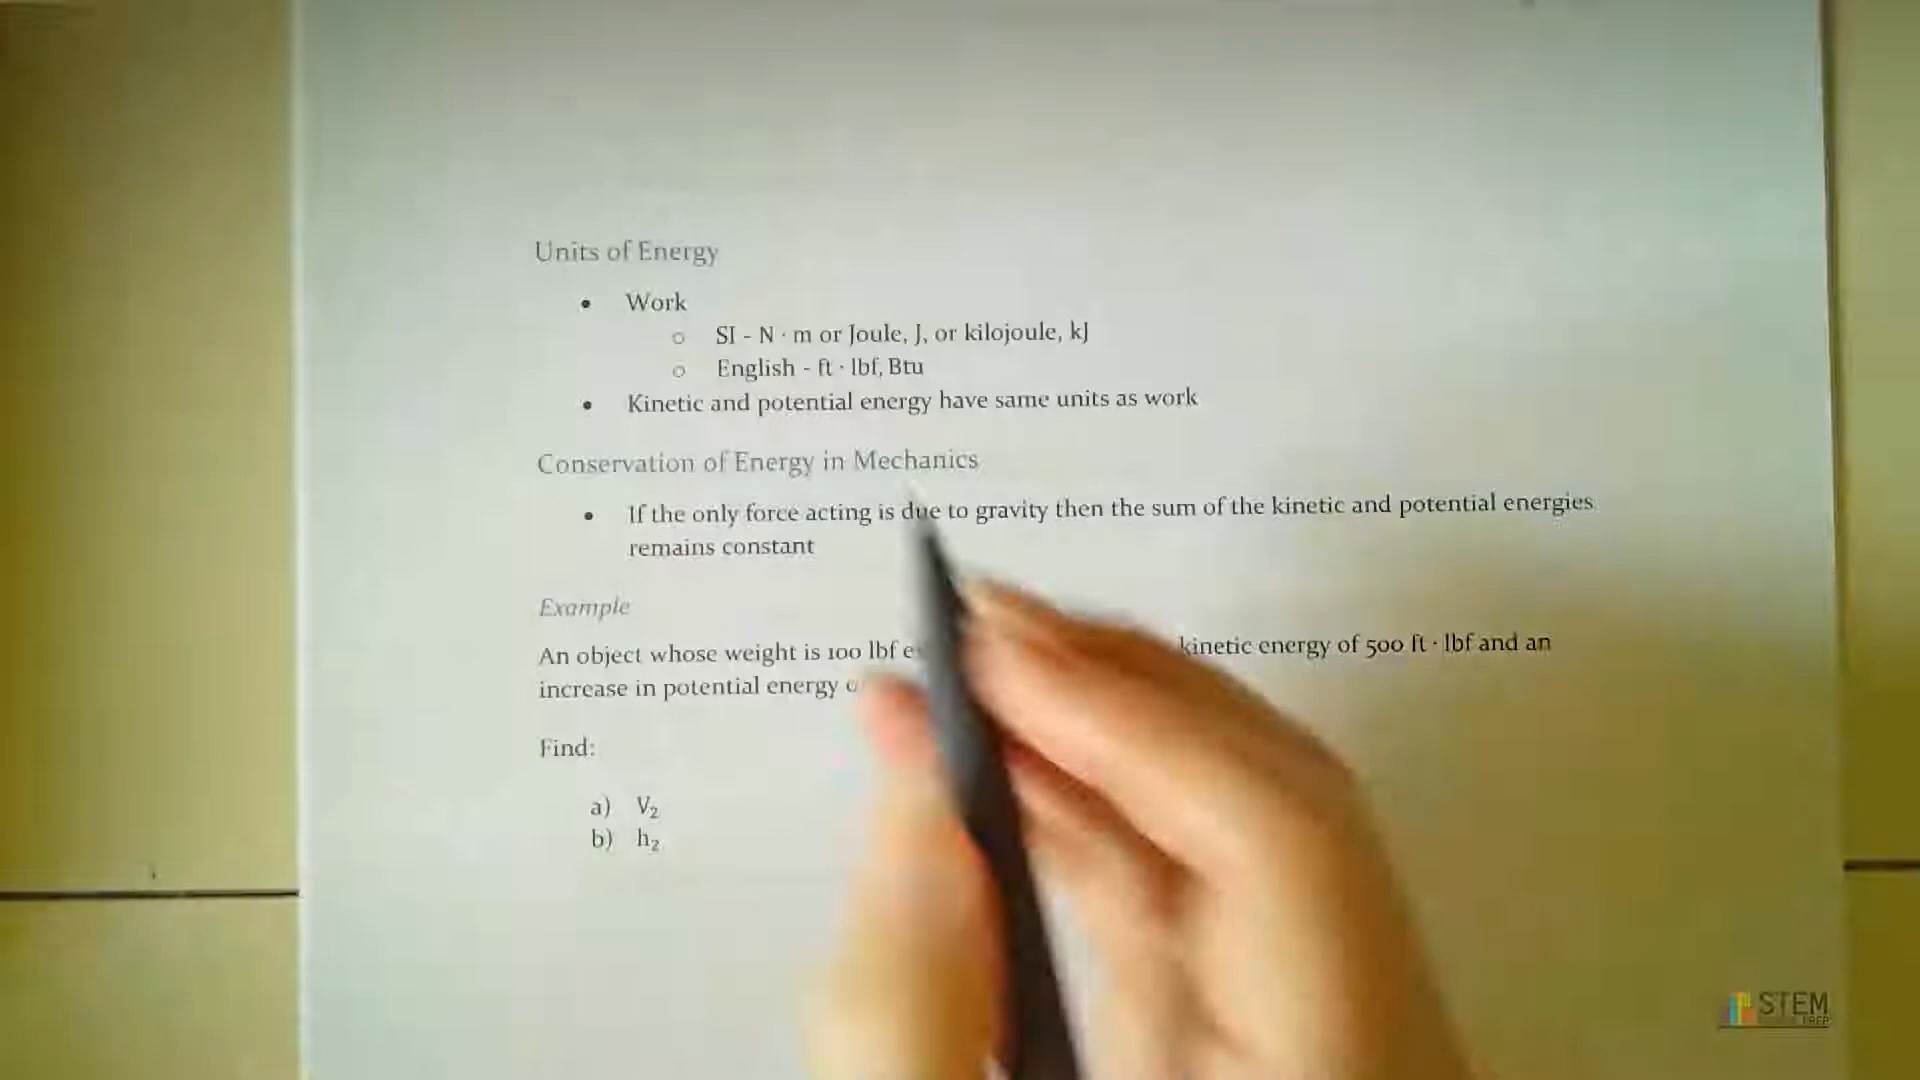 Units of Energy
• Work
○ SI - N · m or Joule, J, or kilojoule, kJ
○ English - ft · lbf, Btu
• Kinetic and potential energy have same units as work
Conservation of Energy in Mechanics
• If the only force acting is due to gravity then the sum of the kinetic and potential energies
remains constant
Example
An object whose weight is 100 lbf kinetic energy of 500 ft · lbf and an
increase in potential energy
Find:
a) V₂
b) h₂
STEM